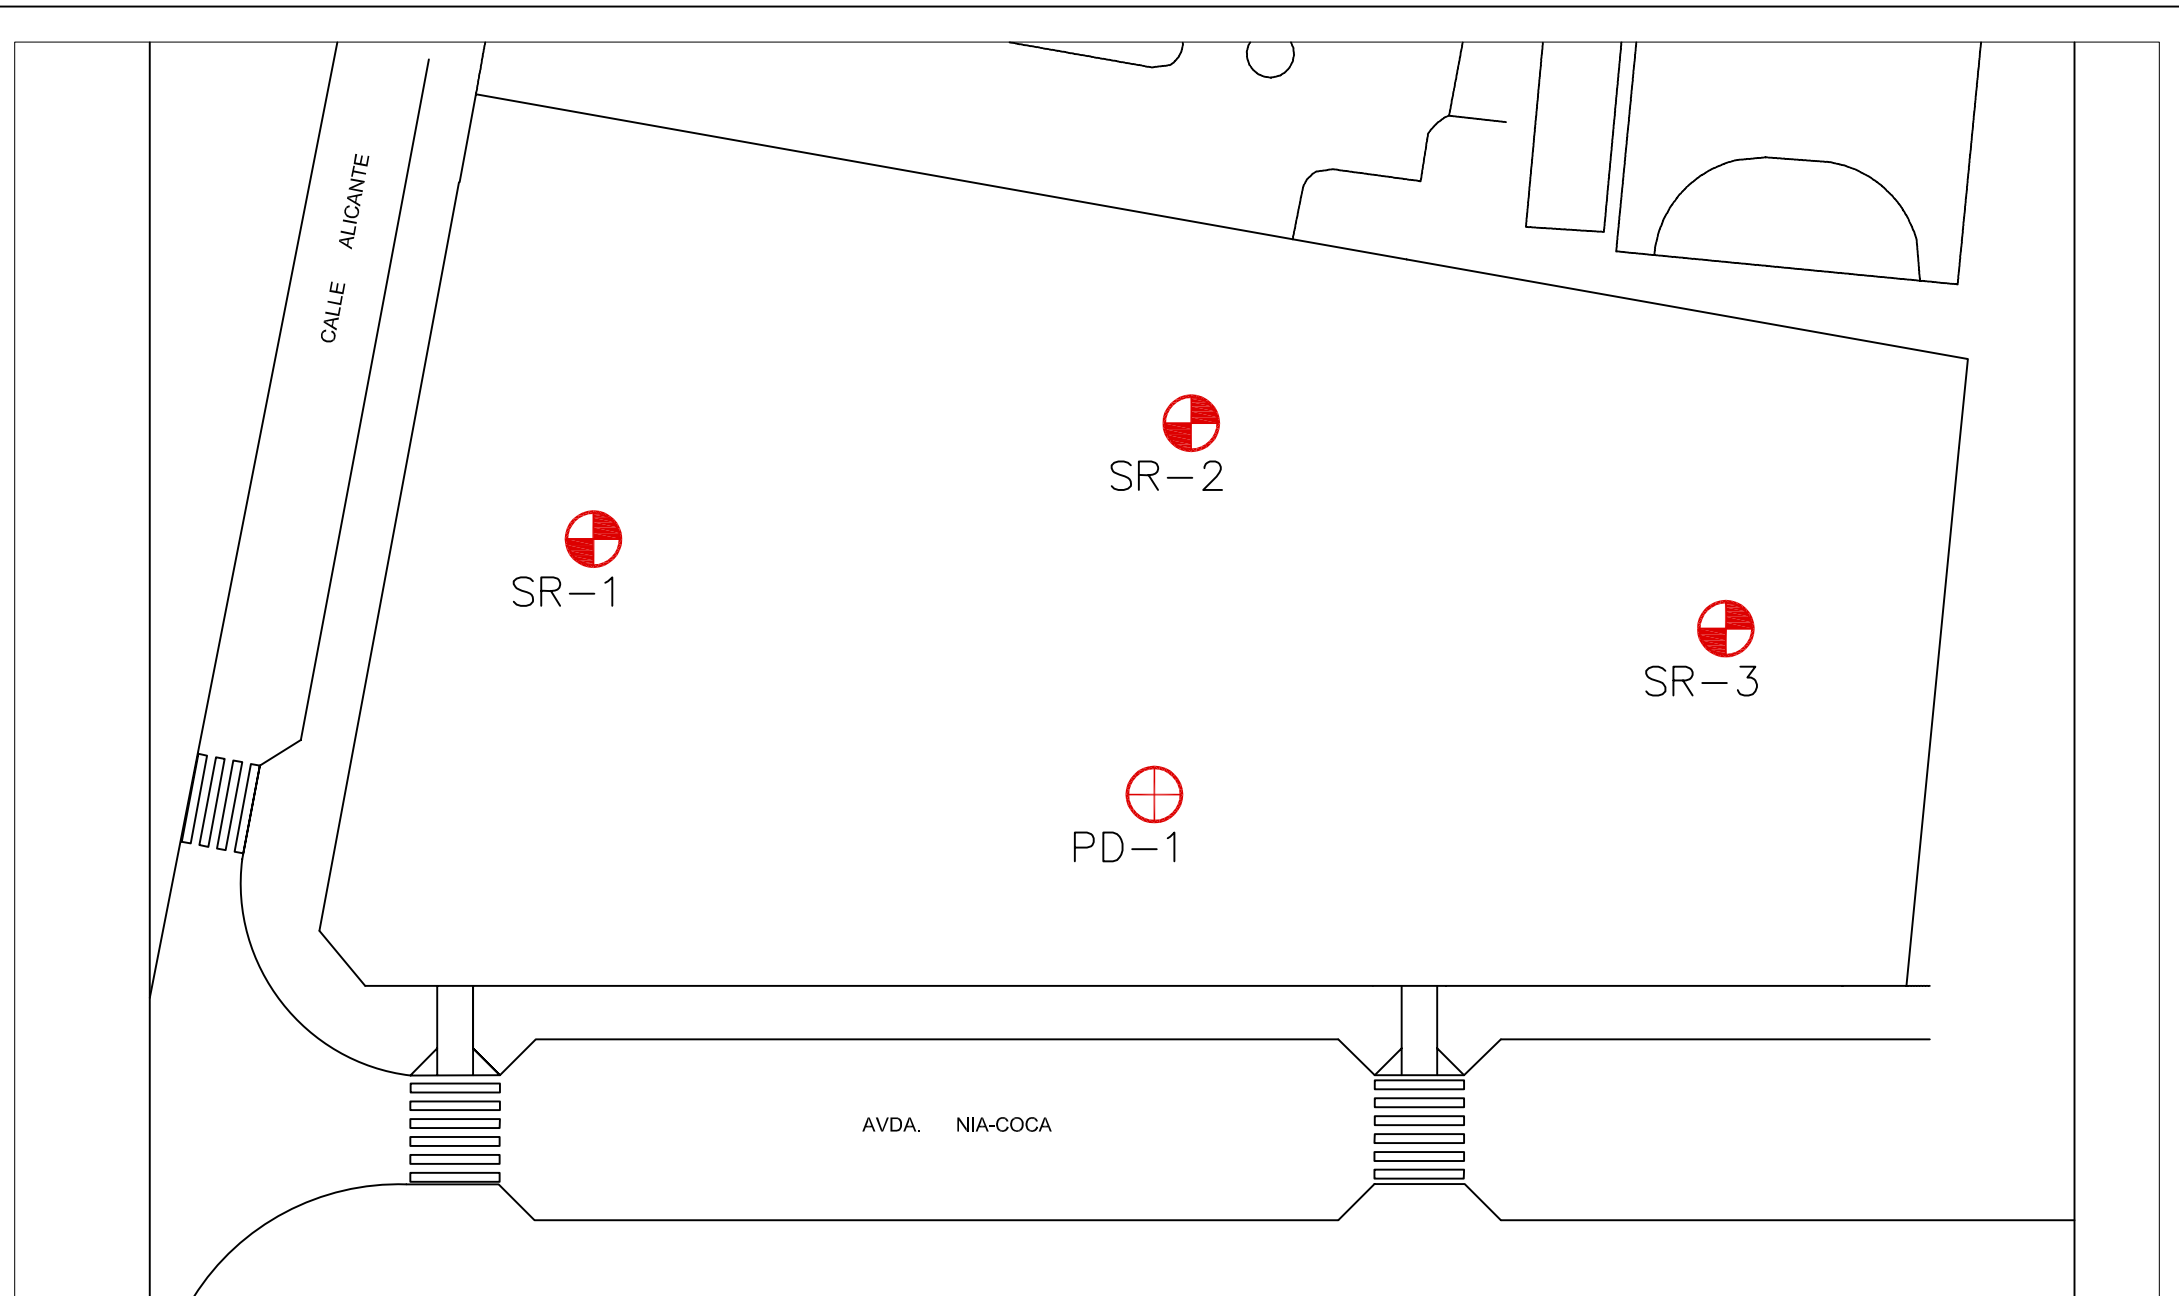 CALLE ALICANTE
SR-2
SR-1
SR-3
PD-1
AVDA. NIA-COCA